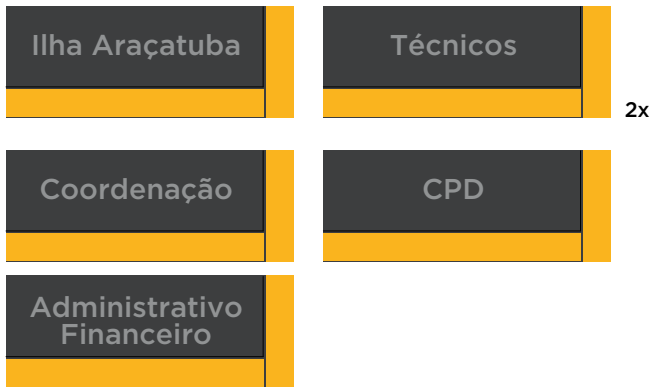 Ilha Araçatuba
Técnicos
2x
Coordenação
CPD
Administrativo
Financeiro